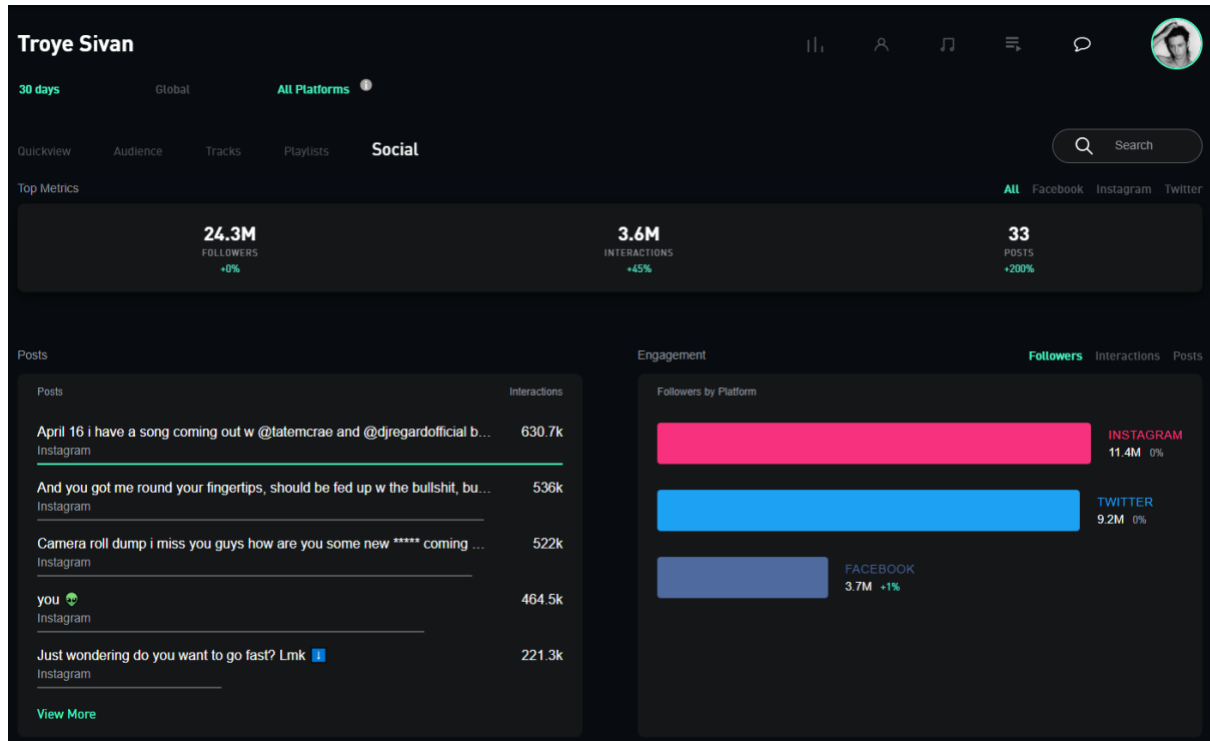 Troye Sivan
30 days Global All Platforms
Quickview Audience Tracks Playlists Social
Search
Top Metrics
All Facebook Instagram Twitter
24.3M 3.6M 33
FOLLOWERS INTERACTIONS POSTS
+0% +45% +200%
Posts
Posts Interactions
April 16 i have a song coming out w @tatemcrae and @djregardofficial b... 630.7k
Instagram
And you got me round your fingertips, should be fed up w the bullshit, bu... 536k
Instagram
Camera roll dump i miss you guys how are you some new ***** coming ... 522k
Instagram
you 👽 464.5k
Instagram
Just wondering do you want to go fast? Lmk ⬇️ 221.3k
Instagram
View More
Engagement
Followers Interactions Posts
Followers by Platform
INSTAGRAM
11.4M 0%
TWITTER
9.2M 0%
FACEBOOK
3.7M +1%